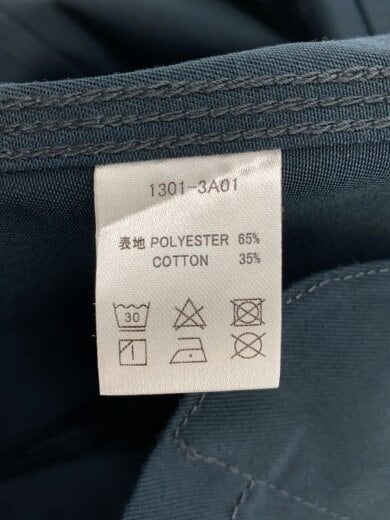 1301-3A01
表地 POLYESTER 65%
COTTON 35%
30